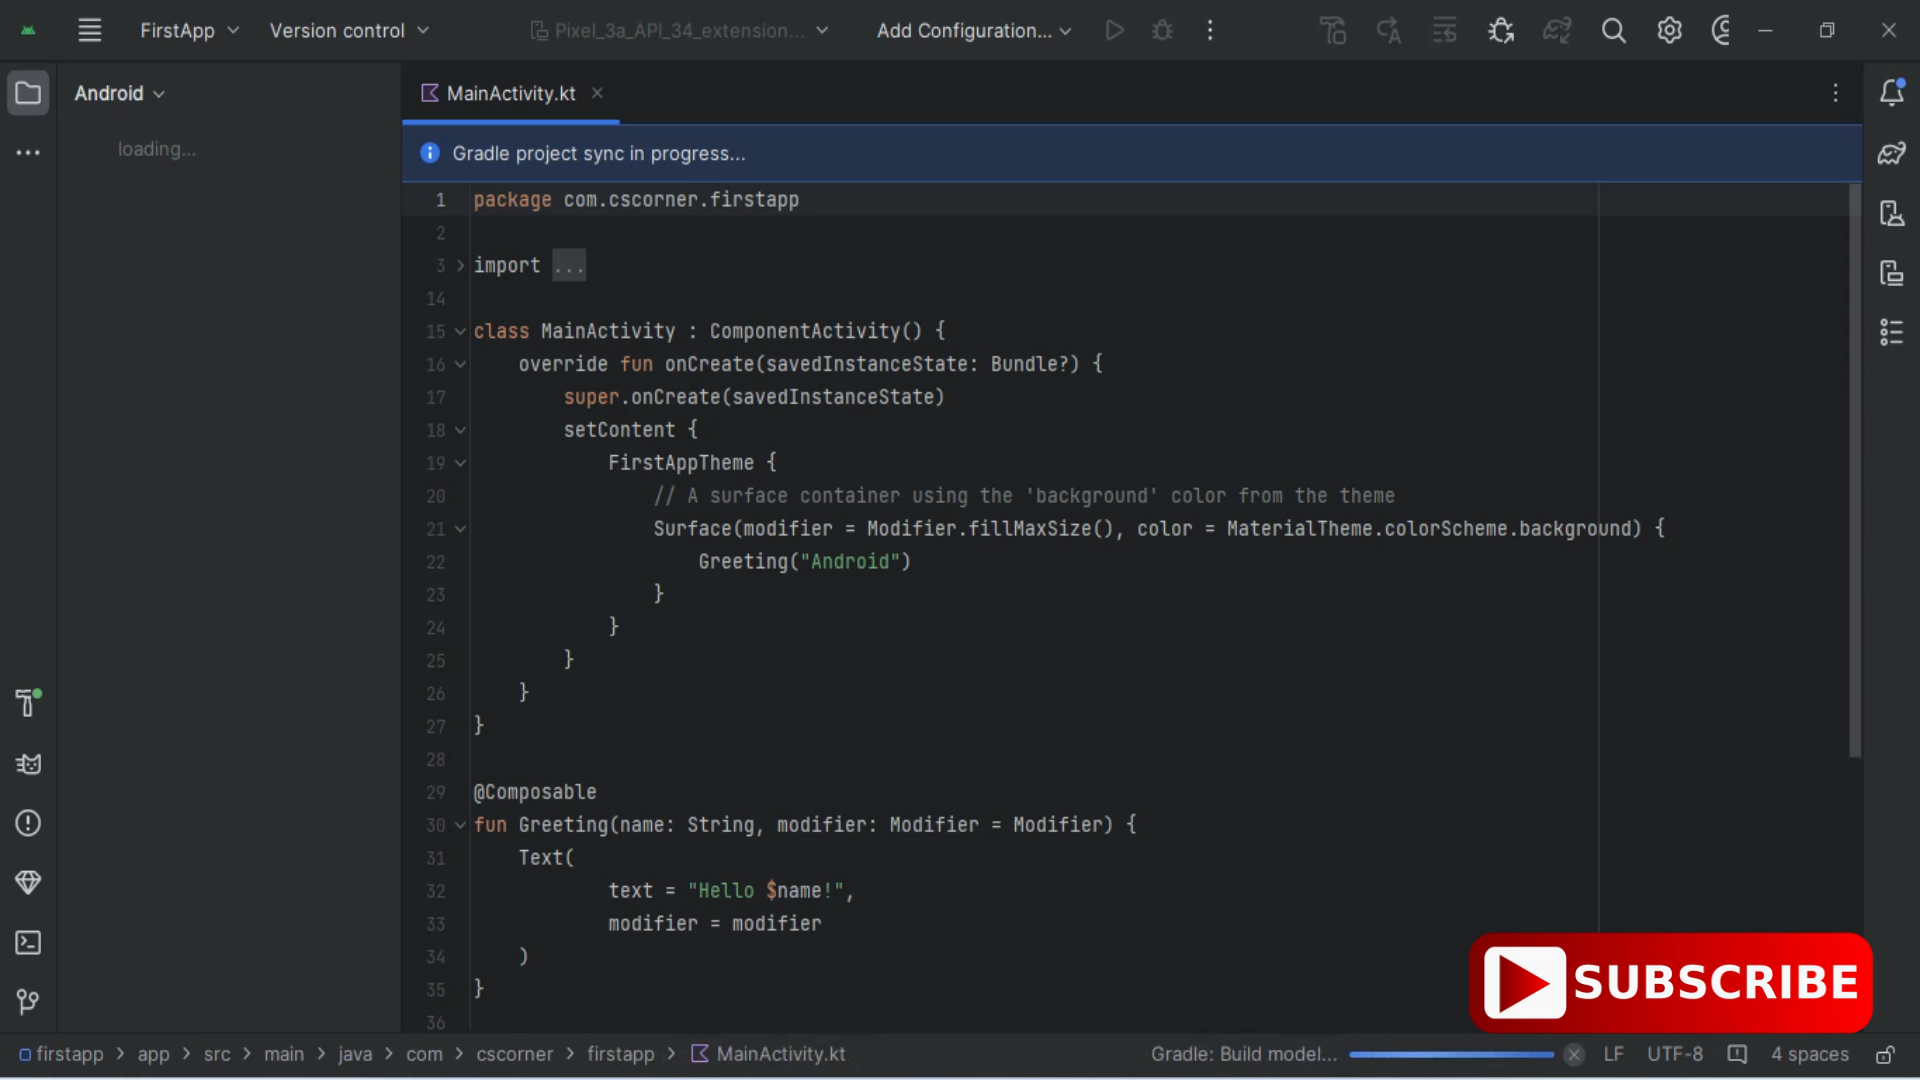 FirstApp Version control Pixel_3a_API_34_extension... Add Configuration...
Android MainActivity.kt
loading...
Gradle project sync in progress...
1 package com.cscorner.firstapp
2
3 import ...
14
15 class MainActivity : ComponentActivity() {
16 override fun onCreate(savedInstanceState: Bundle?) {
17 super.onCreate(savedInstanceState)
18 setContent {
19 FirstAppTheme {
20 // A surface container using the 'background' color from the theme
21 Surface(modifier = Modifier.fillMaxSize(), color = MaterialTheme.colorScheme.background) {
22 Greeting("Android")
23 }
24 }
25 }
26 }
27 }
28
29 @Composable
30 fun Greeting(name: String, modifier: Modifier = Modifier) {
31 Text(
32 text = "Hello $name!",
33 modifier = modifier
34 )
35 }
36
SUBSCRIBE
firstapp > app > src > main > java > com > cscorner > firstapp > MainActivity.kt Gradle: Build model... LF UTF-8 4 spaces